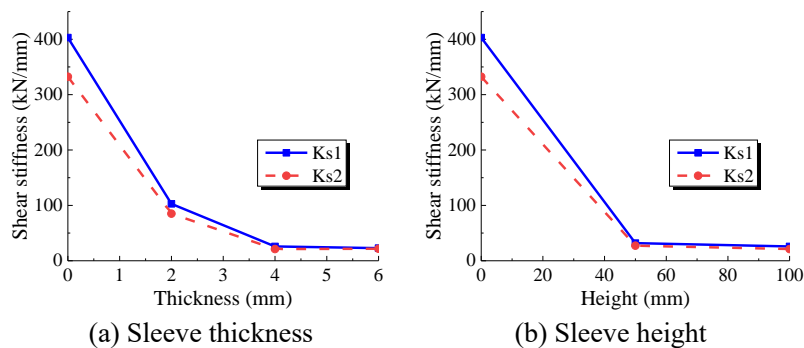 Shear stiffness (kN/mm)
400
300
200
100
0
0 1 2 3 4 5 6
Thickness (mm)
Ks1
Ks2
(a) Sleeve thickness
Shear stiffness (kN/mm)
400
300
200
100
0
0 20 40 60 80 100
Height (mm)
Ks1
Ks2
(b) Sleeve height